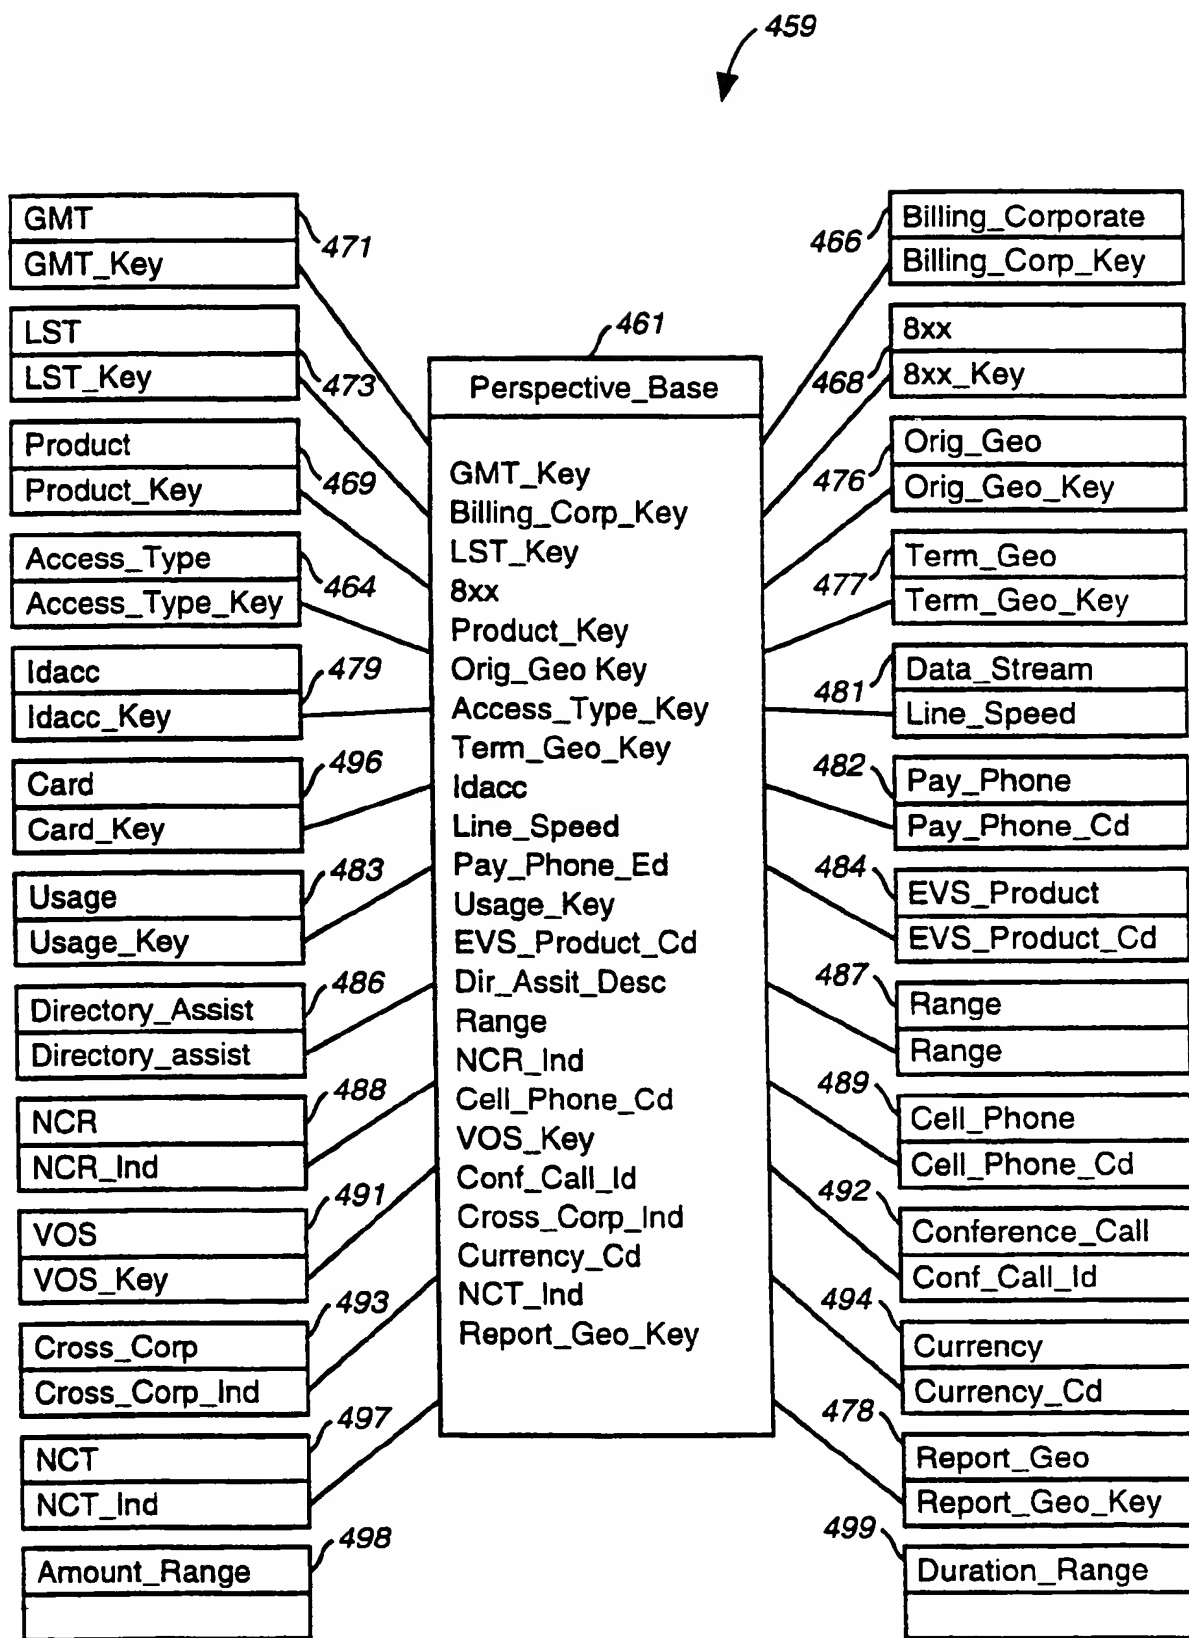 459
GMT
GMT_Key
471
LST
LST_Key
473
Product
Product_Key
469
Access_Type
Access_Type_Key
464
Idacc
Idacc_Key
479
Card
Card_Key
496
Usage
Usage_Key
483
Directory_Assist
Directory_assist
486
NCR
NCR_Ind
488
VOS
VOS_Key
491
Cross_Corp
Cross_Corp_Ind
493
NCT
NCT_Ind
497
Amount_Range
498
461
Perspective_Base
GMT_Key
Billing_Corp_Key
LST_Key
8xx
Product_Key
Orig_Geo Key
Access_Type_Key
Term_Geo_Key
Idacc
Line_Speed
Pay_Phone_Ed
Usage_Key
EVS_Product_Cd
Dir_Assit_Desc
Range
NCR_Ind
Cell_Phone_Cd
VOS_Key
Conf_Call_Id
Cross_Corp_Ind
Currency_Cd
NCT_Ind
Report_Geo_Key
466
Billing_Corporate
Billing_Corp_Key
468
8xx
8xx_Key
476
Orig_Geo
Orig_Geo_Key
477
Term_Geo
Term_Geo_Key
481
Data_Stream
Line_Speed
482
Pay_Phone
Pay_Phone_Cd
484
EVS_Product
EVS_Product_Cd
487
Range
Range
489
Cell_Phone
Cell_Phone_Cd
492
Conference_Call
Conf_Call_Id
494
Currency
Currency_Cd
478
Report_Geo
Report_Geo_Key
499
Duration_Range